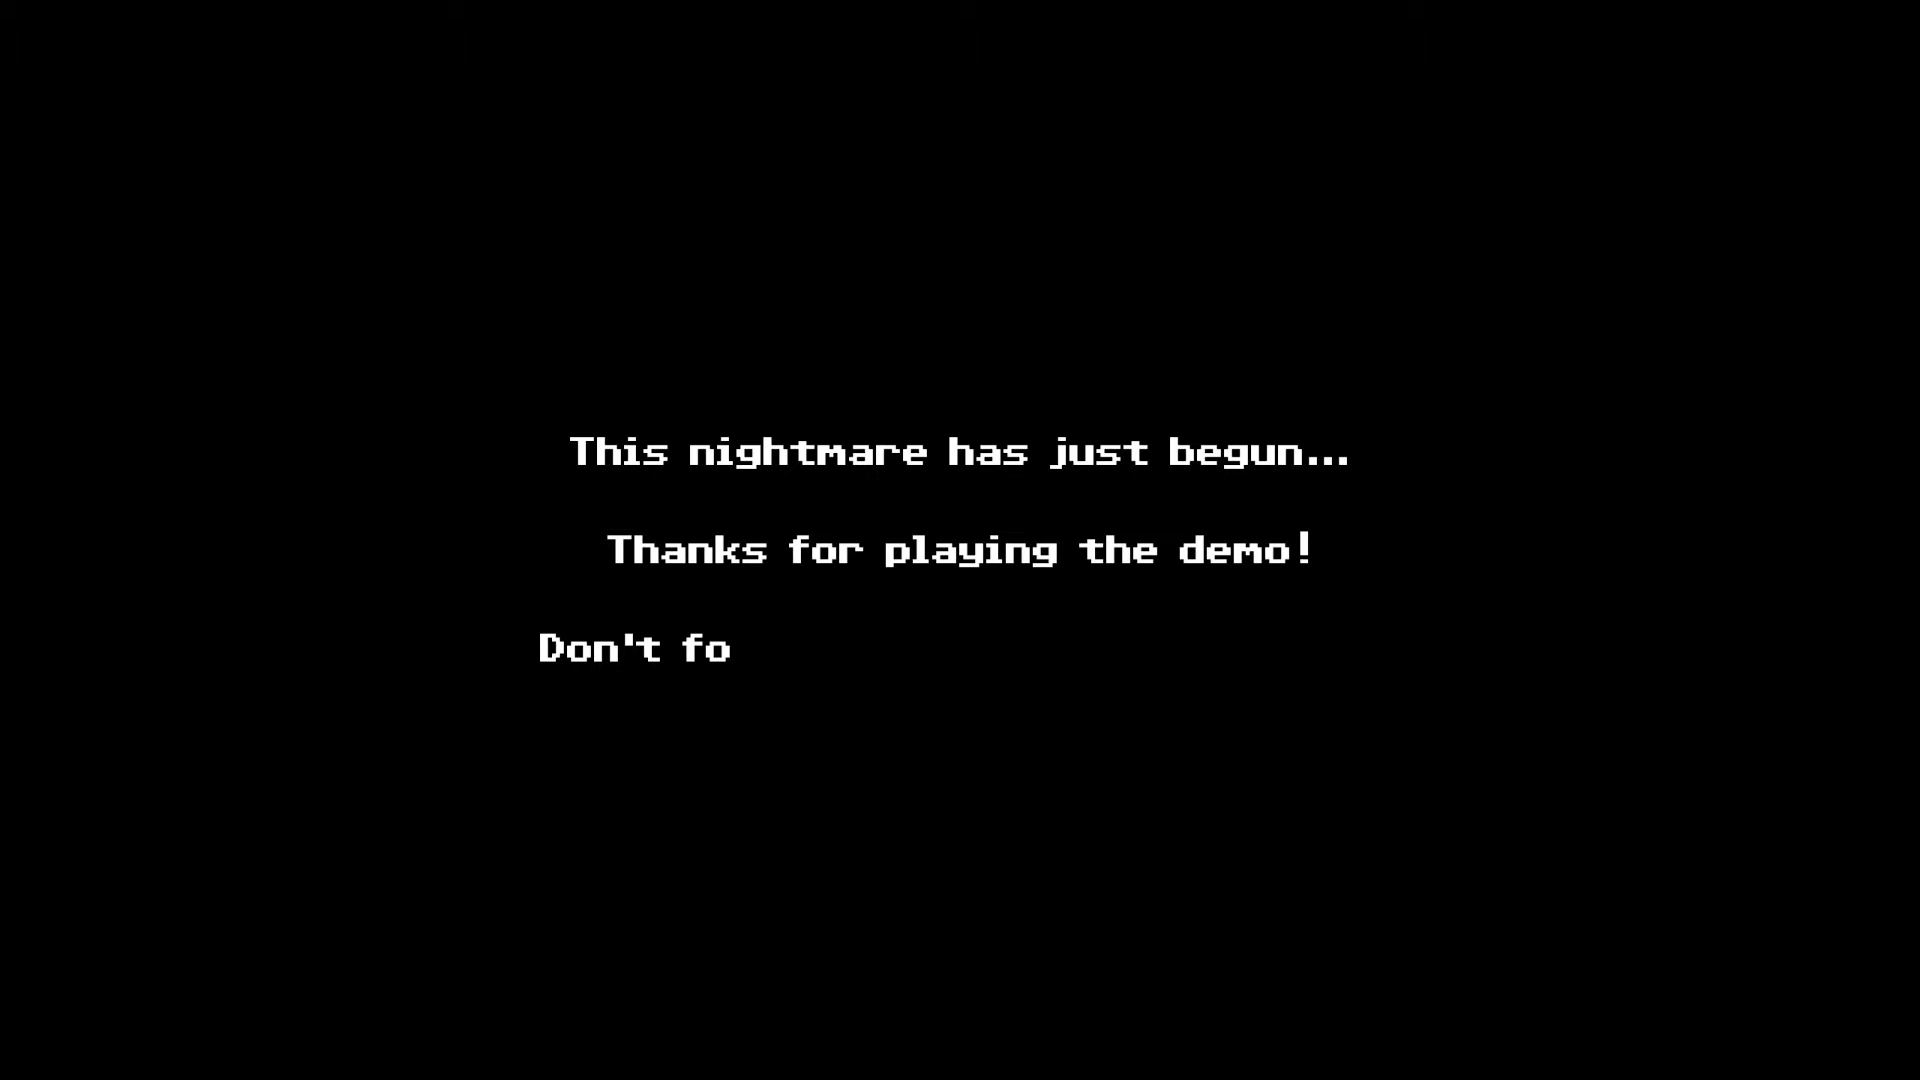 This nightmare has just begun...
Thanks for playing the demo!
Don't fo